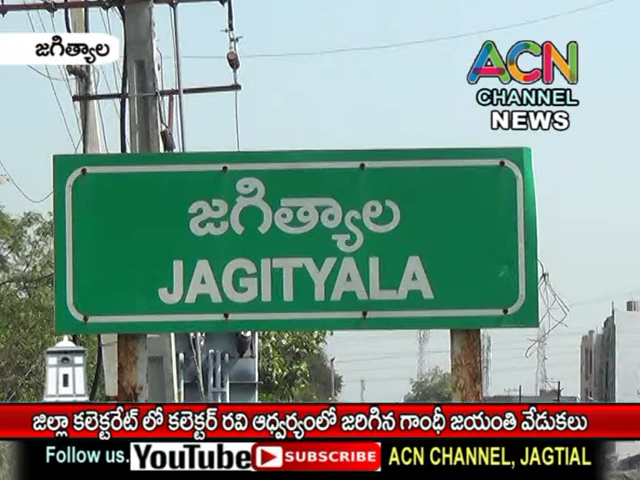 జగిత్యాల
ACN
CHANNEL
NEWS
జగిత్యాల
JAGITYALA
జిల్లా కలెక్టరేట్ లో కలెక్టర్ రవి ఆధ్వర్యంలో జరిగిన గాంధీ జయంతి వేడుకలు
Follow us. YouTube SUBSCRIBE ACN CHANNEL, JAGTIAL